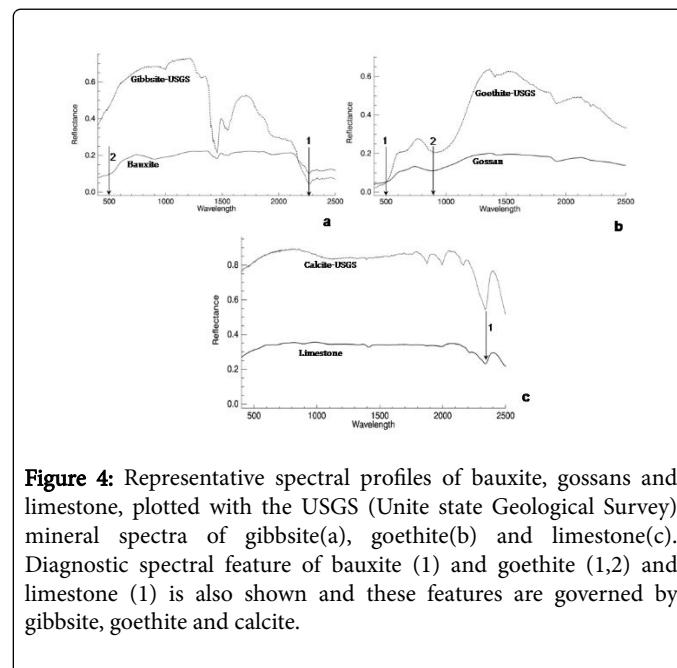 0.6
0.4
0.2
0.0
Reflectance
Gibbsite-USGS
Bauxite
2
1
500
1000
1500
2000
2500
Wavelength
a
0.6
0.4
0.2
0.0
Reflectance
Goethite-USGS
Gossan
1
2
500
1000
1500
2000
2500
Wavelength
b
0.8
0.6
0.4
0.2
0.0
Reflectance
Calcite-USGS
Limestone
1
500
1000
1500
2000
2500
Wavelength
c
Figure 4: Representative spectral profiles of bauxite, gossans and
limestone, plotted with the USGS (Unite state Geological Survey)
mineral spectra of gibbsite(a), goethite(b) and limestone(c).
Diagnostic spectral feature of bauxite (1) and goethite (1,2) and
limestone (1) is also shown and these features are governed by
gibbsite, goethite and calcite.